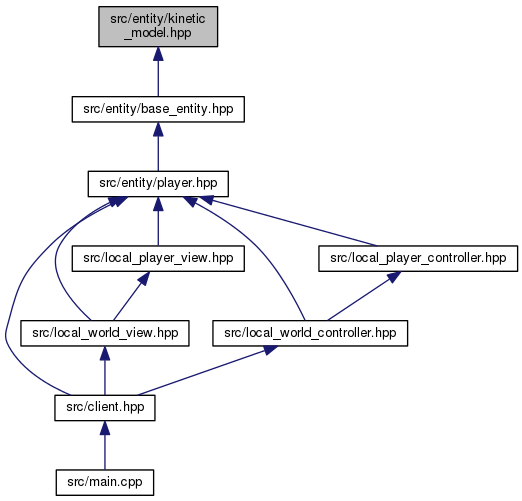 src/entity/kinetic
_model.hpp
src/entity/base_entity.hpp
src/entity/player.hpp
src/local_player_view.hpp
src/local_player_controller.hpp
src/local_world_view.hpp
src/local_world_controller.hpp
src/client.hpp
src/main.cpp